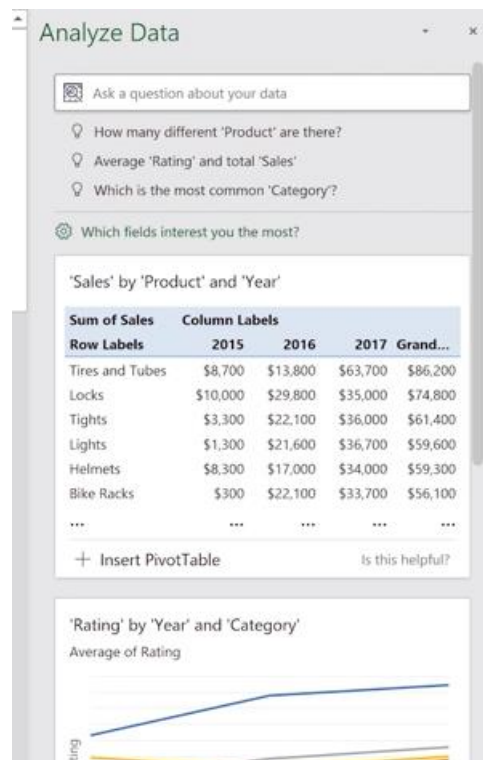 Analyze Data
Ask a question about your data
How many different 'Product' are there?
Average 'Rating' and total 'Sales'
Which is the most common 'Category'?
Which fields interest you the most?
'Sales' by 'Product' and 'Year'
Sum of Sales Column Labels
Row Labels 2015 2016 2017 Grand...
Tires and Tubes $8,700 $13,800 $63,700 $86,200
Locks $10,000 $29,800 $35,000 $74,800
Tights $3,300 $22,100 $36,000 $61,400
Lights $1,300 $21,600 $36,700 $59,600
Helmets $8,300 $17,000 $34,000 $59,300
Bike Racks $300 $22,100 $33,700 $56,100
... ... ... ... ...
+ Insert PivotTable Is this helpful?
'Rating' by 'Year' and 'Category'
Average of Rating